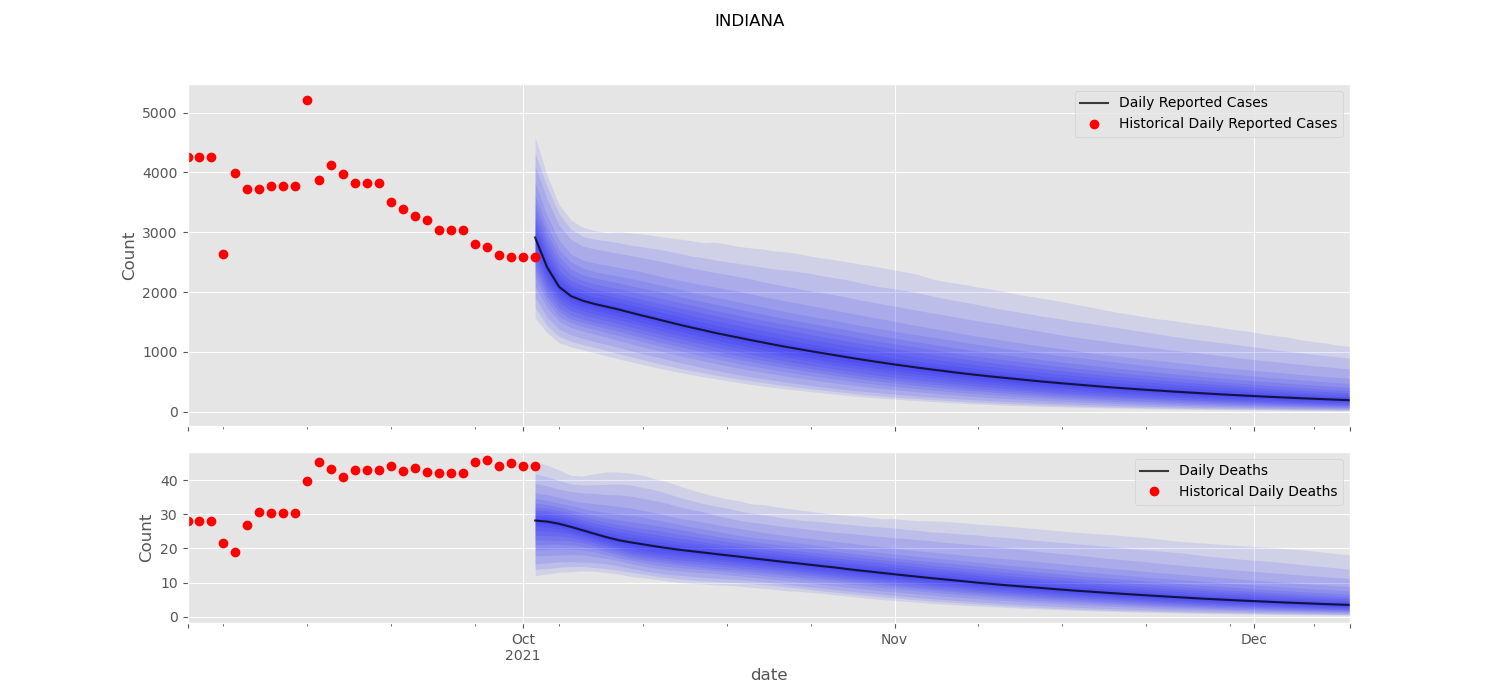 INDIANA
Daily Reported Cases
Historical Daily Reported Cases
5000
4000
3000
2000
1000
0
Count
Daily Deaths
Historical Daily Deaths
40
30
20
10
0
Count
Oct
2021
Nov
Dec
date